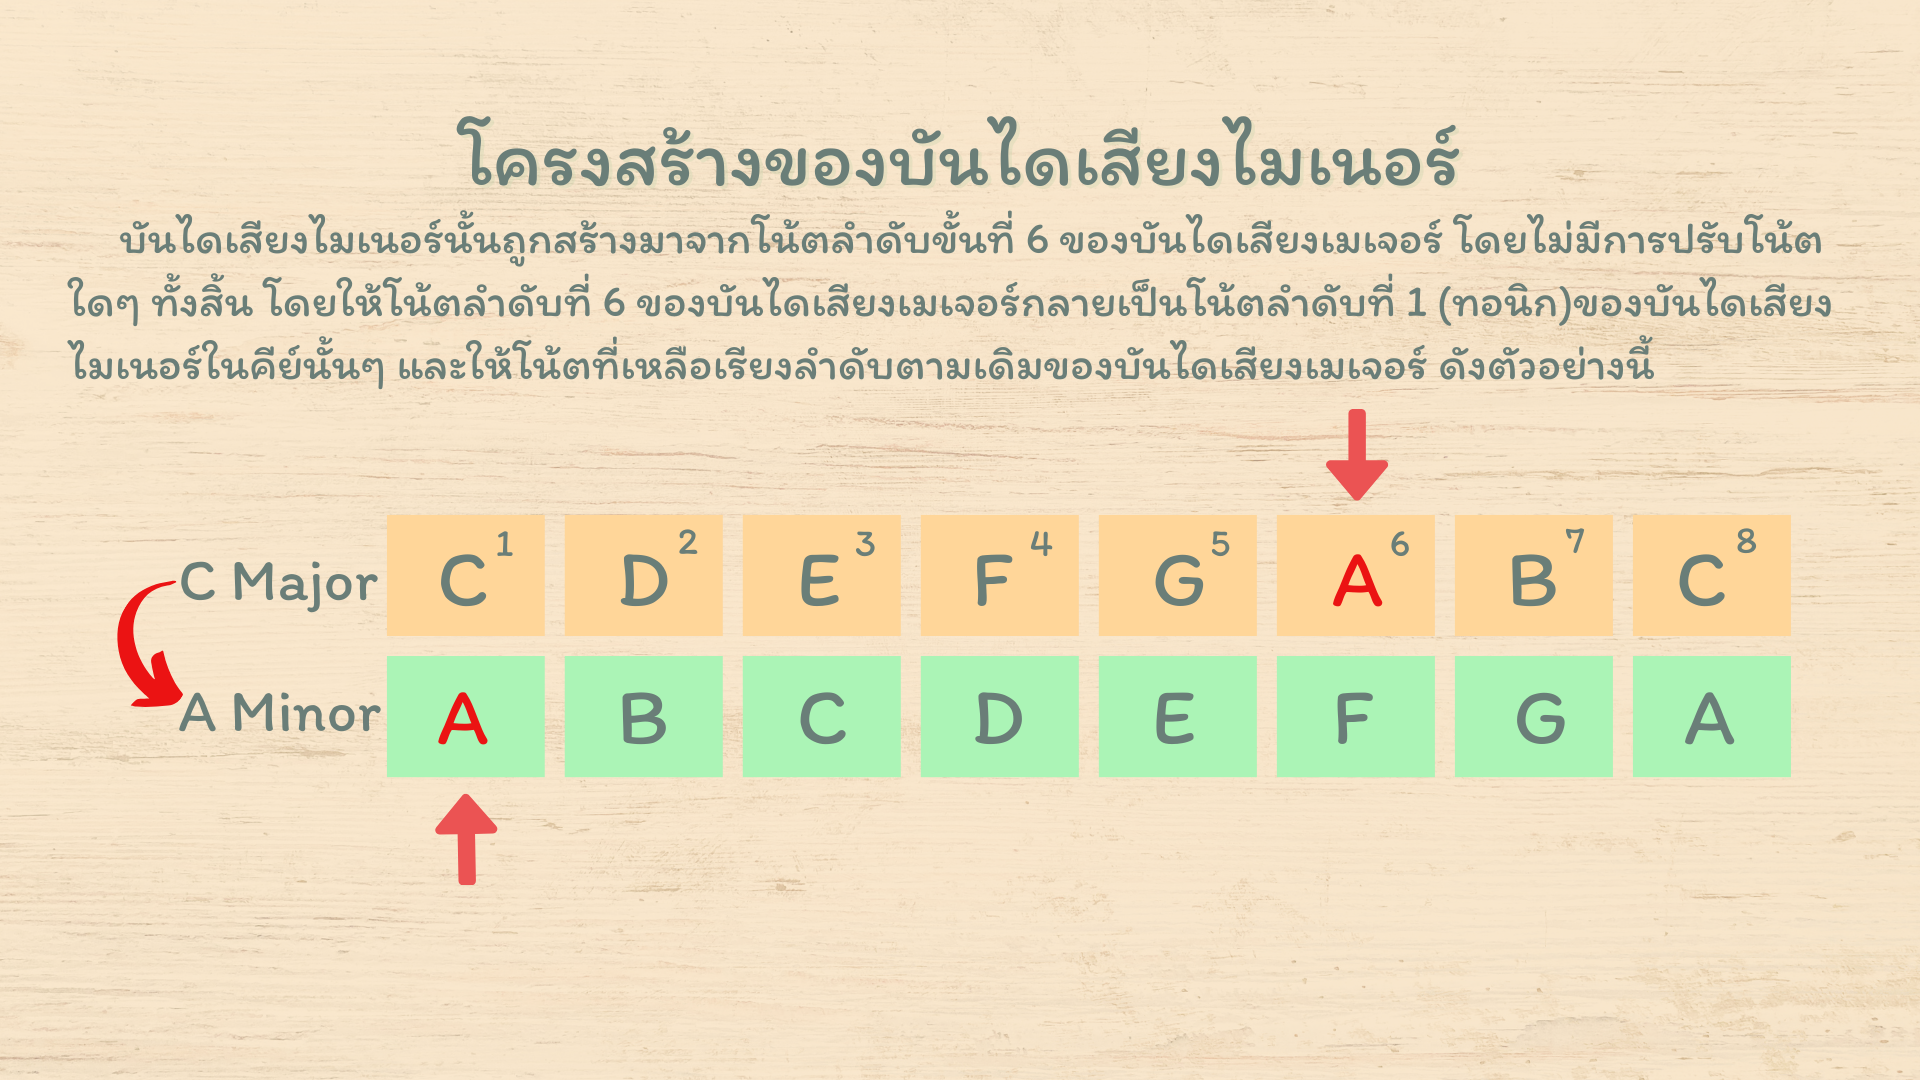 โครงสร้างของบันไดเสียงไมเนอร์
บันไดเสียงไมเนอร์นั้นถูกสร้างมาจากโน้ตลำดับขั้นที่ 6 ของบันไดเสียงเมเจอร์ โดยไม่มีการปรับโน้ต
ใดๆ ทั้งสิ้น โดยให้โน้ตลำดับที่ 6 ของบันไดเสียงเมเจอร์กลายเป็นโน้ตลำดับที่ 1 (ทอนิก)ของบันไดเสียง
ไมเนอร์ในคีย์นั้นๆ และให้โน้ตที่เหลือเรียงลำดับตามเดิมของบันไดเสียงเมเจอร์ ดังตัวอย่างนี้
C Major C 1 D 2 E 3 F 4 G 5 A 6 B 7 C 8
A Minor A B C D E F G A